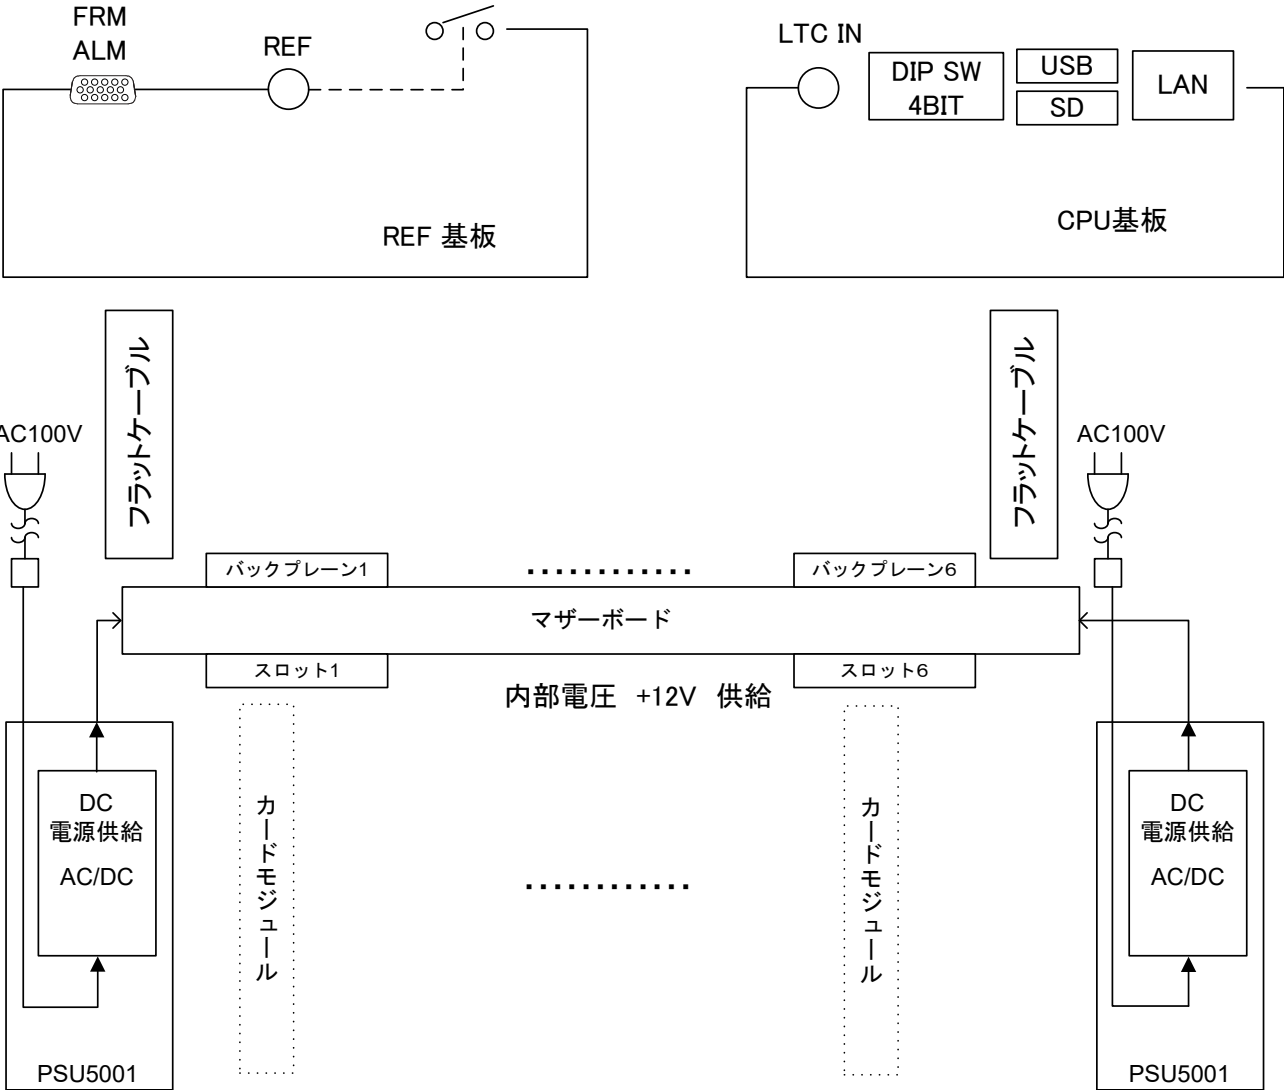 FRM
ALM
REF
REF 基板
LTC IN
DIP SW
4BIT
USB
SD
LAN
CPU基板
フラットケーブル
フラットケーブル
AC100V
AC100V
バックプレーン1
............
バックプレーン6
マザーボード
スロット1
スロット6
内部電圧 +12V 供給
DC
電源供給
AC/DC
PSU5001
カードモジュール
............
カードモジュール
DC
電源供給
AC/DC
PSU5001